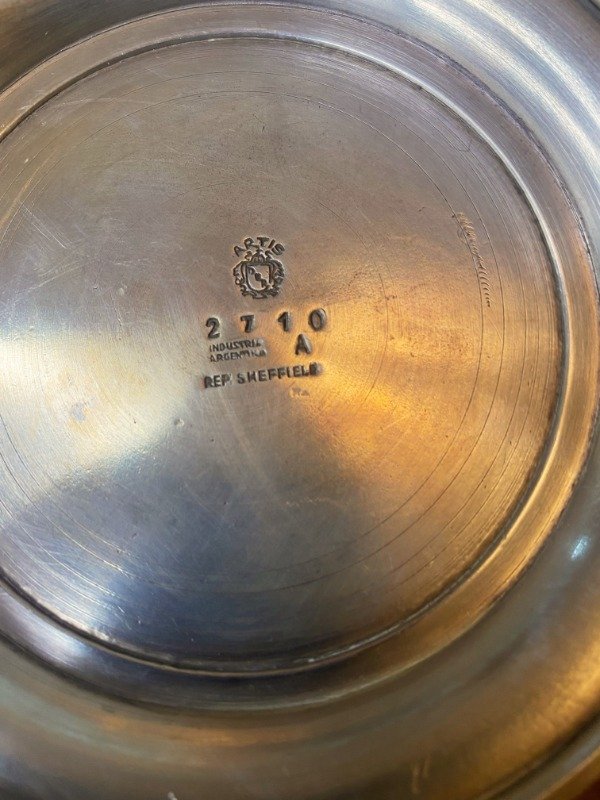 ARTIS
2710
INDUSTRIA A
ARGENTINA
REP. SHEFFIELD